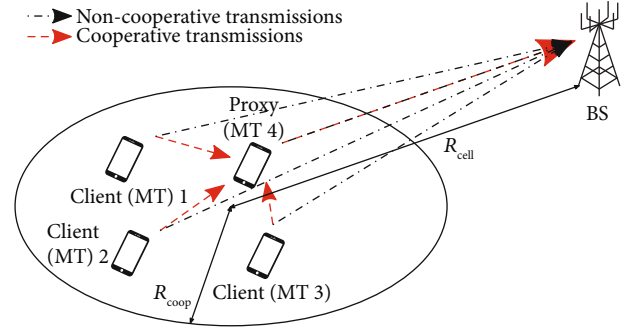 Non-cooperative transmissions
Cooperative transmissions
Proxy
(MT 4)
BS
R_cell
Client (MT) 1
Client
(MT) 2
R_coop
Client (MT 3)